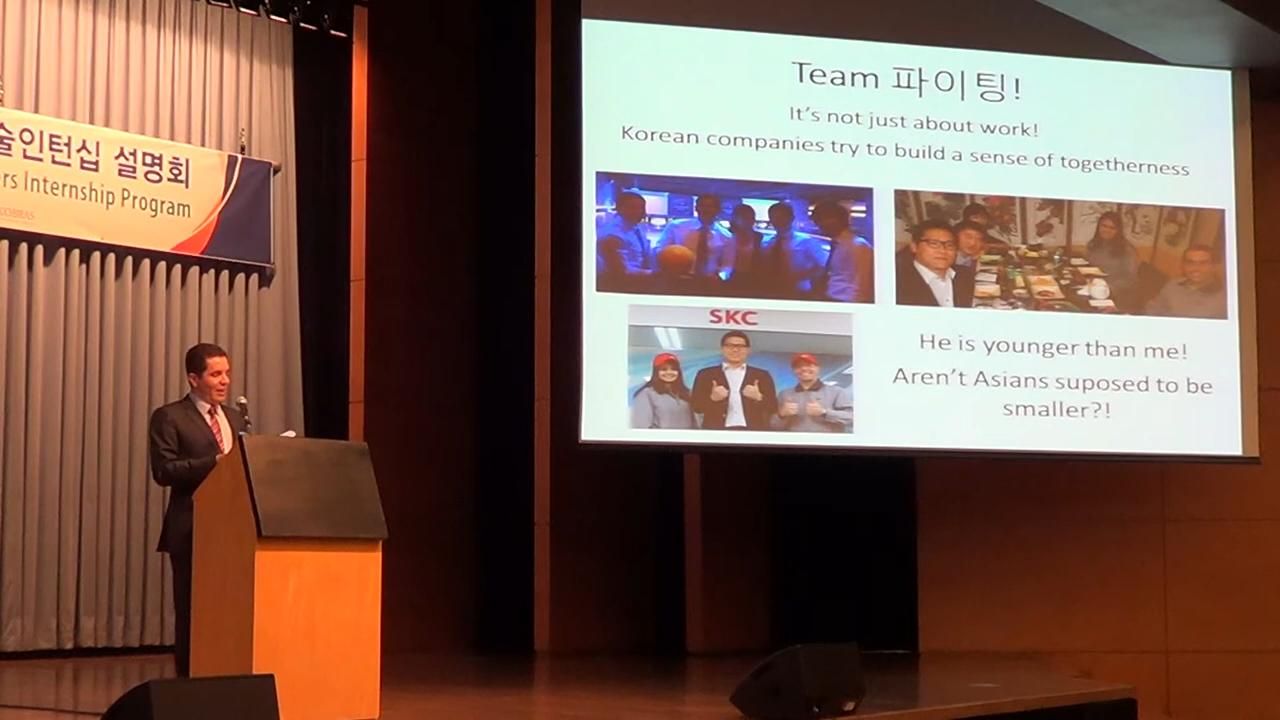 술인턴십 설명회
rs Internship Program
Team 파이팅!
It's not just about work!
Korean companies try to build a sense of togetherness
SKC
He is younger than me!
Aren't Asians suposed to be
smaller?!